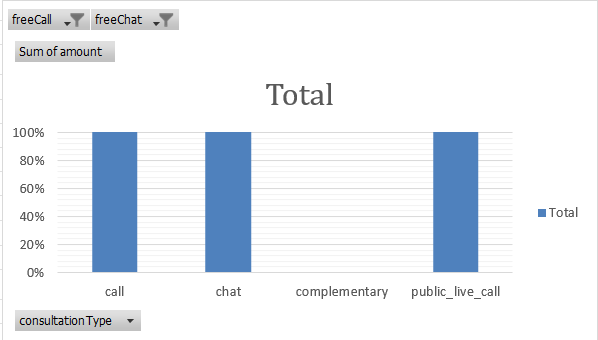 freeCall freeChat
Sum of amount
Total
100%
80%
60%
40%
20%
0%
call chat complementary public_live_call
Total
consultationType